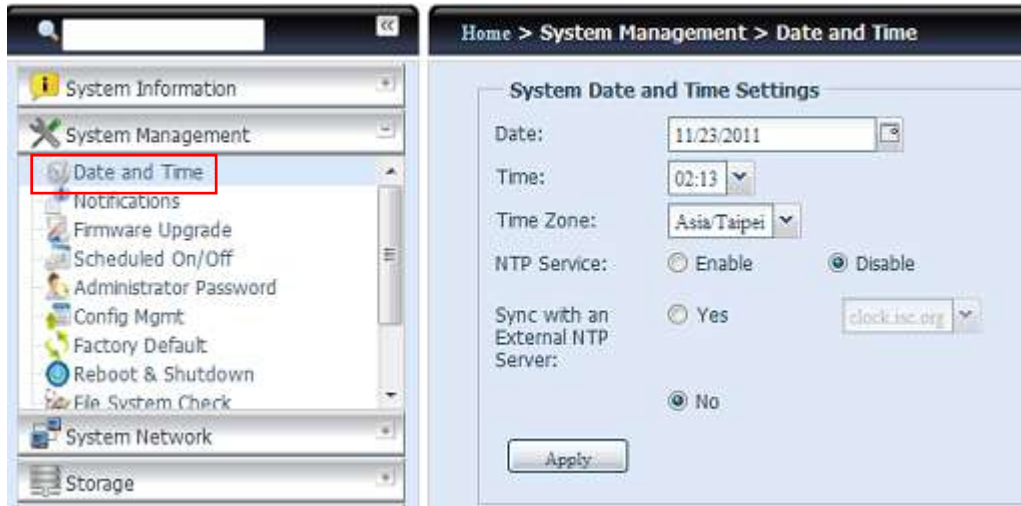 Home > System Management > Date and Time
System Information
System Management
Date and Time
Notifications
Firmware Upgrade
Scheduled On/Off
Administrator Password
Config Mgmt
Factory Default
Reboot & Shutdown
File System Check
System Network
Storage
System Date and Time Settings
Date: 11/23/2011
Time: 02:13
Time Zone: Asia/Taipei
NTP Service: Enable Disable
Sync with an External NTP Server: Yes clock.isc.org
No
Apply